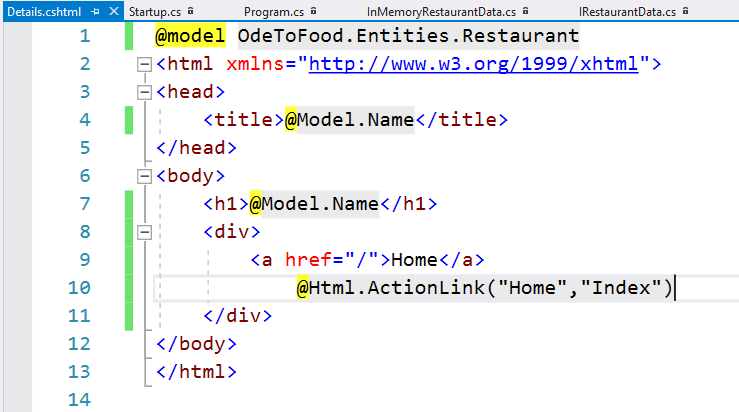 Details.cshtml Startup.cs Program.cs InMemoryRestaurantData.cs IRestaurantData.cs
1 @model OdeToFood.Entities.Restaurant
2 <html xmlns="http://www.w3.org/1999/xhtml">
3 <head>
4 <title>@Model.Name</title>
5 </head>
6 <body>
7 <h1>@Model.Name</h1>
8 <div>
9 <a href="/">Home</a>
10 @Html.ActionLink("Home","Index")
11 </div>
12 </body>
13 </html>
14